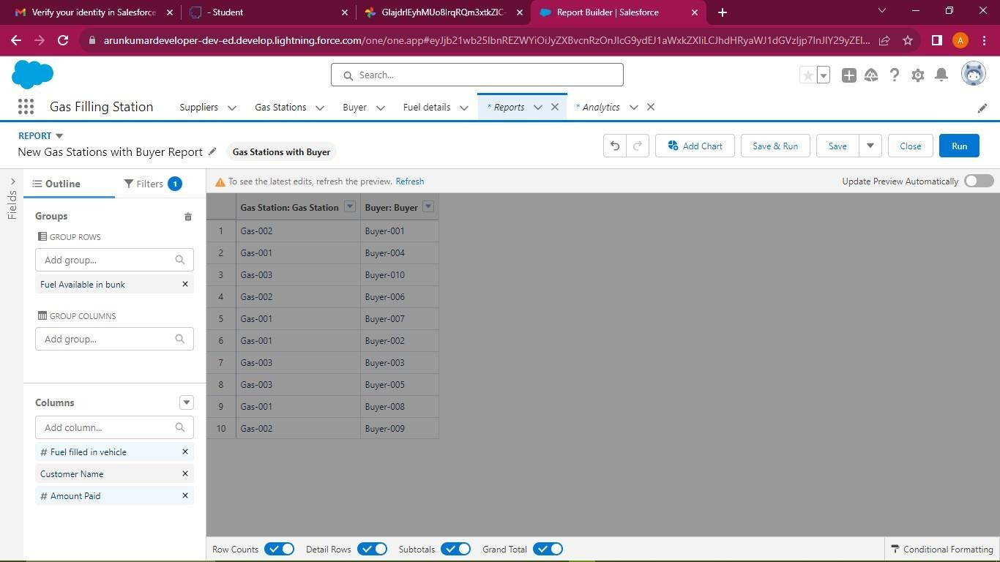 Verify your identity in Salesforce
- Student
GlajdrlEyhMUo8lrqRQm3xtkZlC-
Report Builder | Salesforce
arunkumardeveloper-dev-ed.develop.lightning.force.com/one/one.app#eyJjb21wb25lbnREZWYiOiJyZXBvcnRzOnJlcG9ydEJ1aWxkZXIiLCJhdHRyaWJ1dGVzIjp7InJlY29yZEl...
A
Search...
Gas Filling Station
Suppliers
Gas Stations
Buyer
Fuel details
* Reports
* Analytics
REPORT
New Gas Stations with Buyer Report
Gas Stations with Buyer
Add Chart
Save & Run
Save
Close
Run
Fields
Outline
Filters 1
To see the latest edits, refresh the preview. Refresh
Update Preview Automatically
Groups
GROUP ROWS
Add group...
Fuel Available in bunk
GROUP COLUMNS
Add group...
Columns
Add column...
# Fuel filled in vehicle
Customer Name
# Amount Paid
Gas Station: Gas Station Buyer: Buyer
1 Gas-002 Buyer-001
2 Gas-001 Buyer-004
3 Gas-003 Buyer-010
4 Gas-002 Buyer-006
5 Gas-001 Buyer-007
6 Gas-001 Buyer-002
7 Gas-003 Buyer-003
8 Gas-003 Buyer-005
9 Gas-001 Buyer-008
10 Gas-002 Buyer-009
Row Counts
Detail Rows
Subtotals
Grand Total
Conditional Formatting